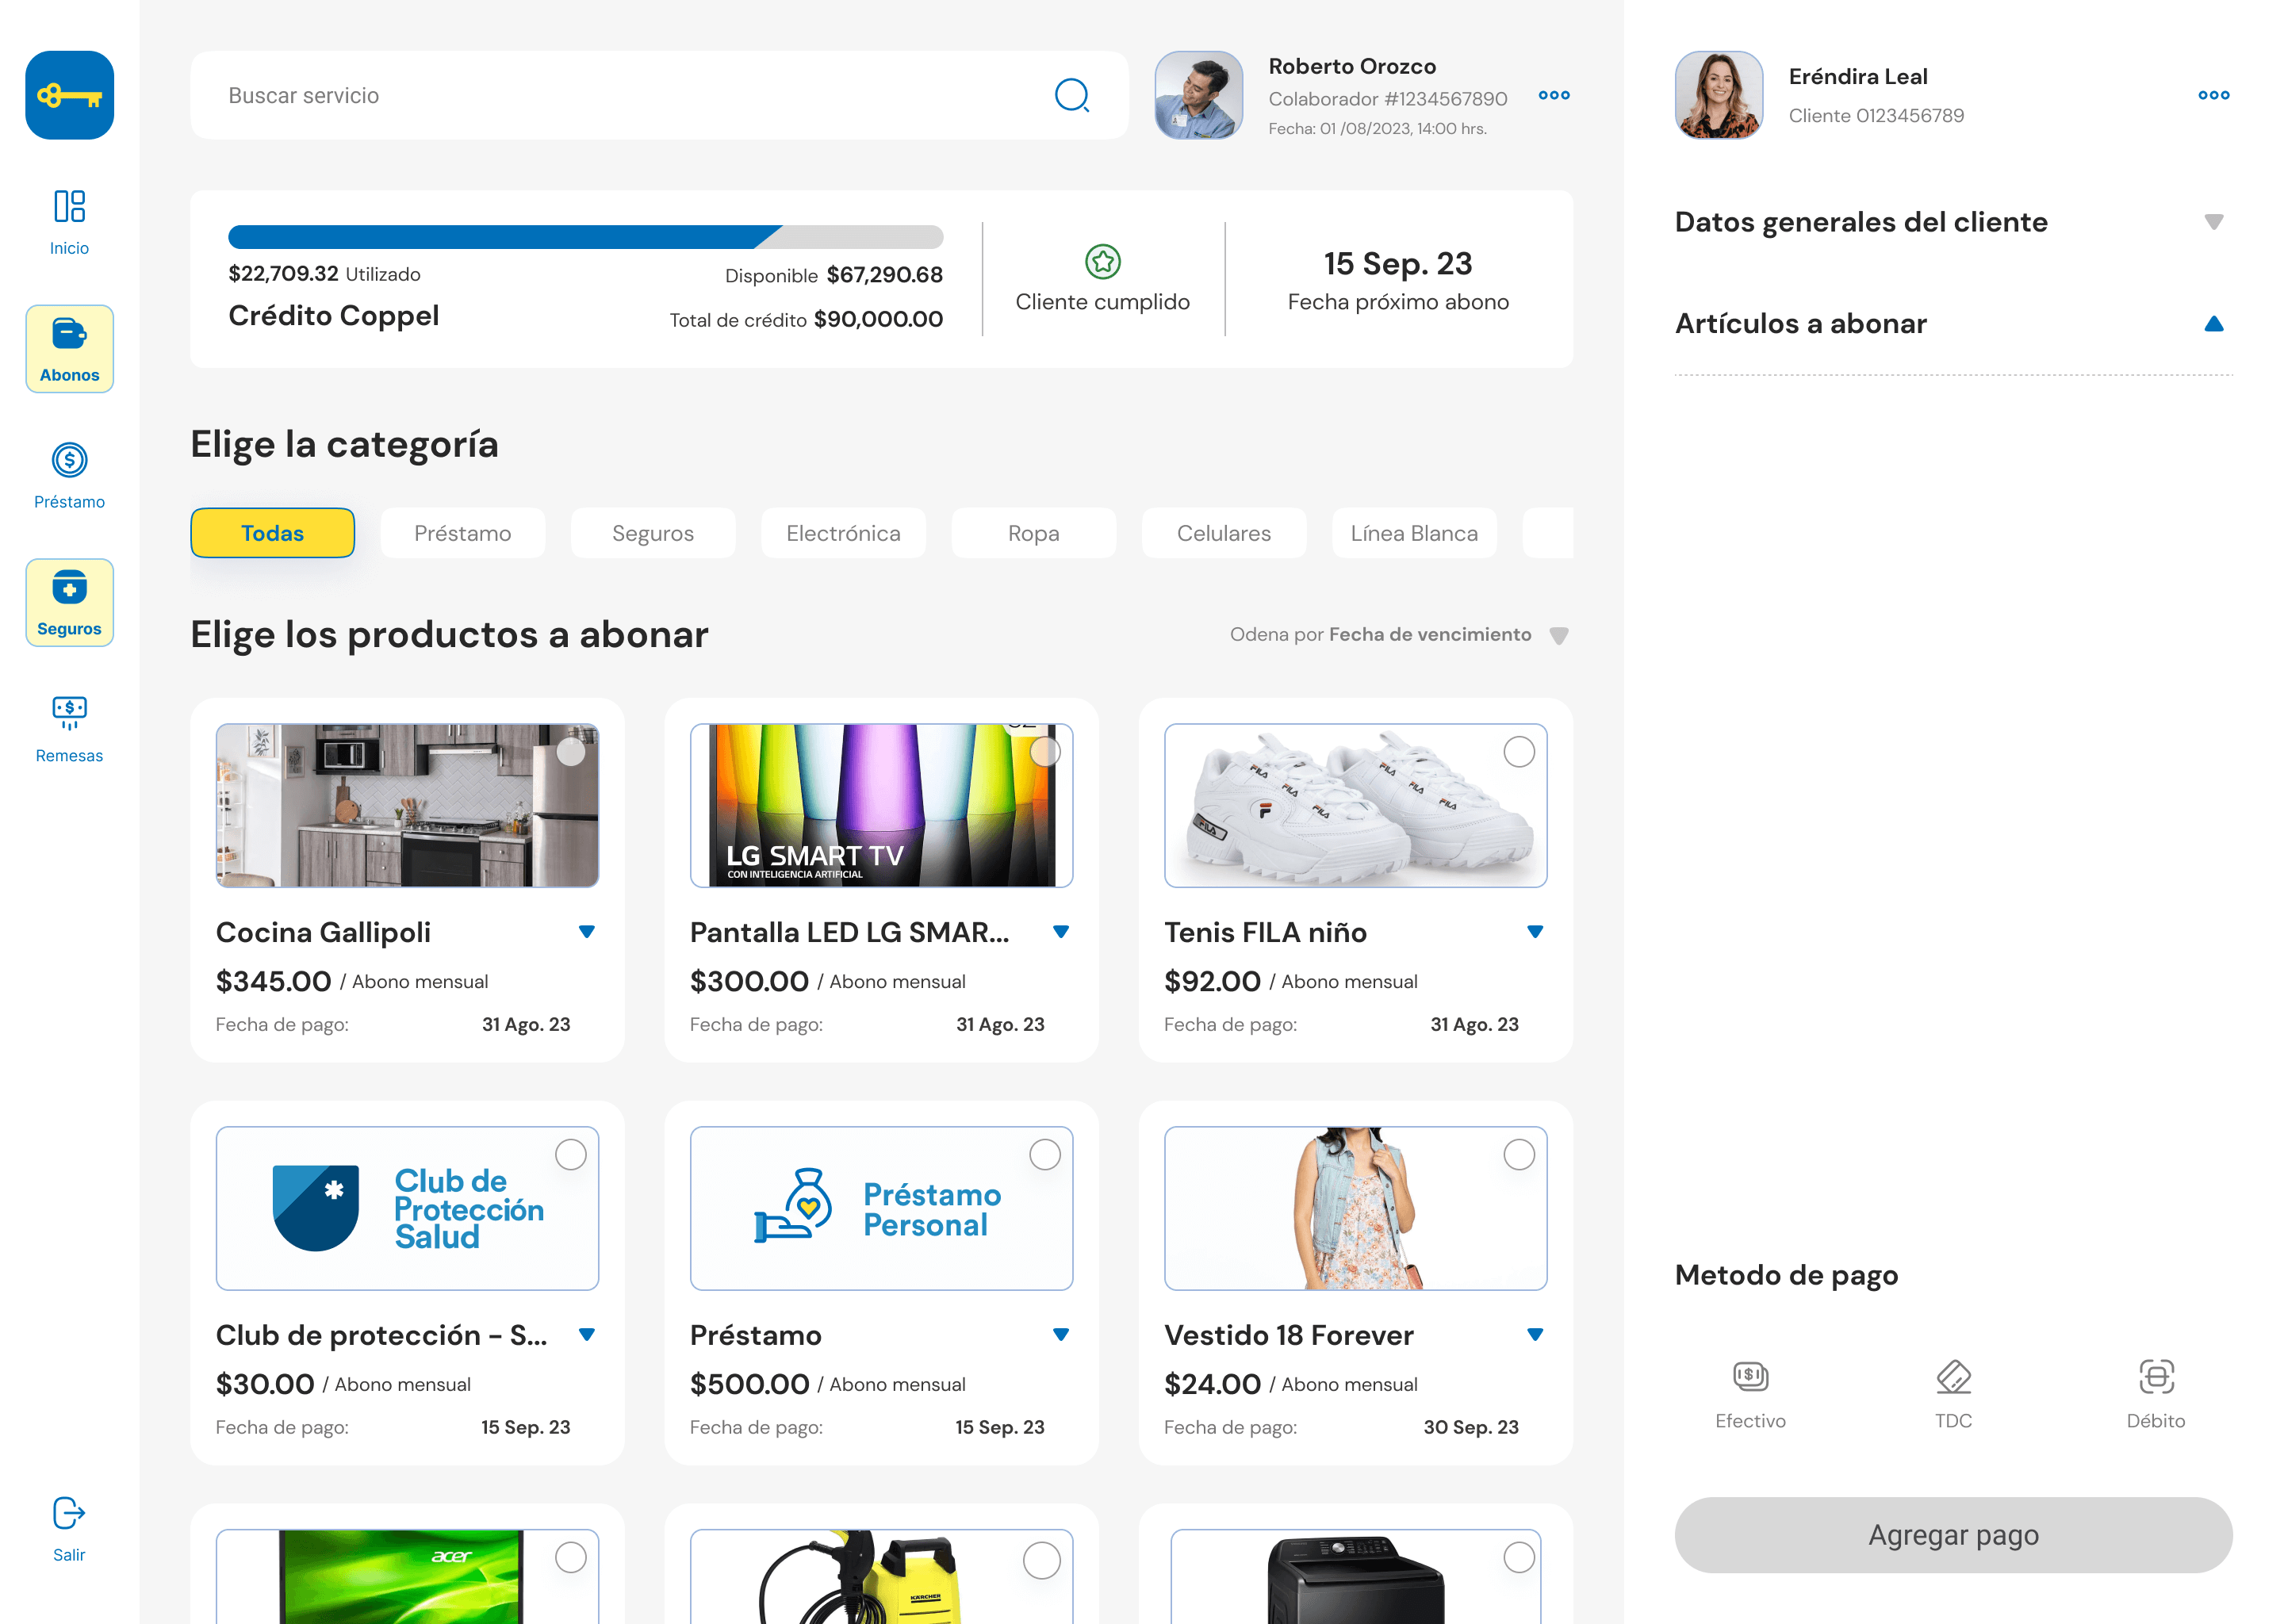 Buscar servicio
Roberto Orozco
Colaborador #1234567890
Fecha: 01 /08/2023, 14:00 hrs.
Eréndira Leal
Cliente 0123456789
Inicio
Abonos
Préstamo
Seguros
Remesas
Salir
$22,709.32 Utilizado
Disponible $67,290.68
Crédito Coppel
Total de crédito $90,000.00
Cliente cumplido
15 Sep. 23
Fecha próximo abono
Datos generales del cliente
Artículos a abonar
Elige la categoría
Todas
Préstamo
Seguros
Electrónica
Ropa
Celulares
Línea Blanca
Elige los productos a abonar
Odena por Fecha de vencimiento
LG SMART TV
CON INTELIGENCIA ARTIFICIAL
FILA
FILA
FILA
FILA
FILA
FILA
FILA
Cocina Gallipoli
$345.00 / Abono mensual
Fecha de pago: 31 Ago. 23
Pantalla LED LG SMAR...
$300.00 / Abono mensual
Fecha de pago: 31 Ago. 23
Tenis FILA niño
$92.00 / Abono mensual
Fecha de pago: 31 Ago. 23
Club de
Protección
Salud
Préstamo
Personal
Club de protección - S...
$30.00 / Abono mensual
Fecha de pago: 15 Sep. 23
Préstamo
$500.00 / Abono mensual
Fecha de pago: 15 Sep. 23
Vestido 18 Forever
$24.00 / Abono mensual
Fecha de pago: 30 Sep. 23
acer
KARCHER
Metodo de pago
Efectivo
TDC
Débito
Agregar pago